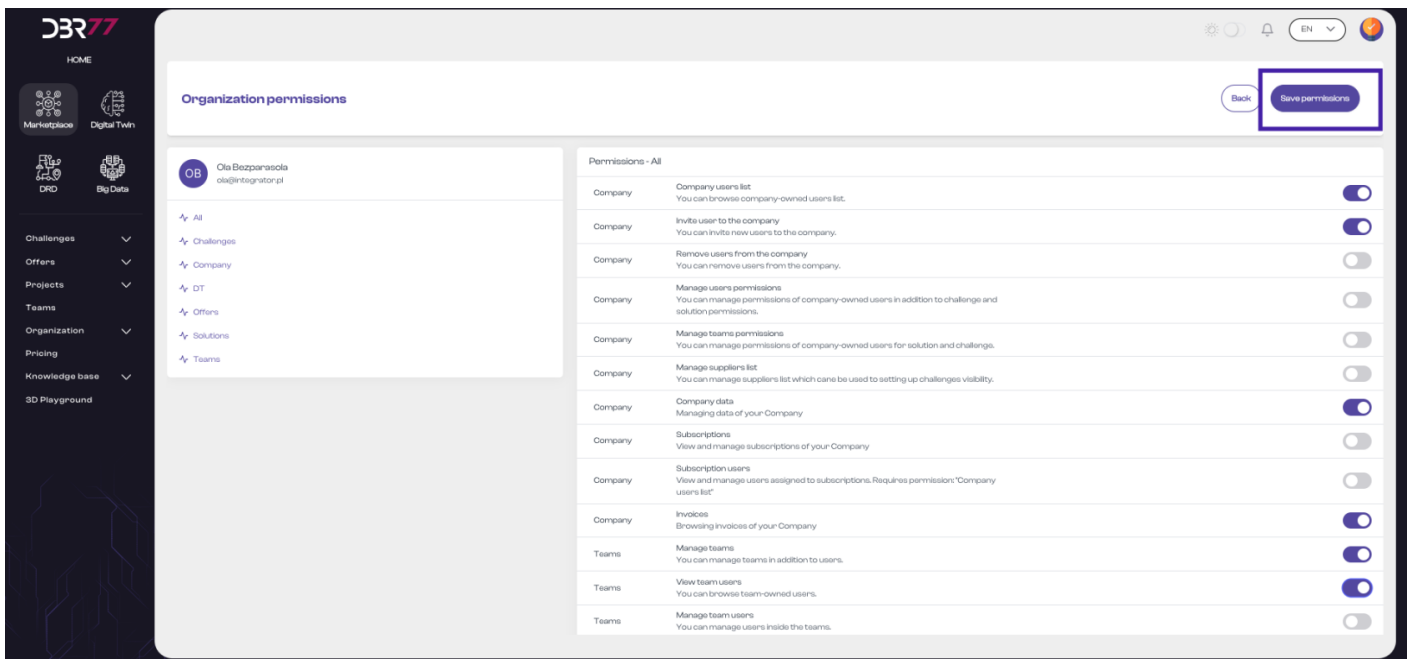 DBR77
HOME
Marketplace
Digital Twin
DRD
Big Data
Challenges
Offers
Projects
Teams
Organization
Pricing
Knowledge base
3D Playground
EN
Organization permissions
Back
Save permissions
OB
Ola Bezparasola
ola@integrator.pl
All
Challenges
Company
DT
Offers
Solutions
Teams
Permissions - All
Company
Company users list
You can browse company-owned users list.
Company
Invite user to the company
You can invite new users to the company.
Company
Remove users from the company
You can remove users from the company.
Company
Manage users permissions
You can manage permissions of company-owned users in addition to challenge and
solution permissions.
Company
Manage teams permissions
You can manage permissions of company-owned users for solution and challenge.
Company
Manage suppliers list
You can manage suppliers list which cane be used to setting up challenges visibility.
Company
Company data
Managing data of your Company
Company
Subscriptions
View and manage subscriptions of your Company
Company
Subscription users
View and manage users assigned to subscriptions. Requires permission: "Company
users list"
Company
Invoices
Browsing invoices of your Company
Teams
Manage teams
You can manage teams in addition to users.
Teams
View team users
You can browse team-owned users.
Teams
Manage team users
You can manage users inside the teams.